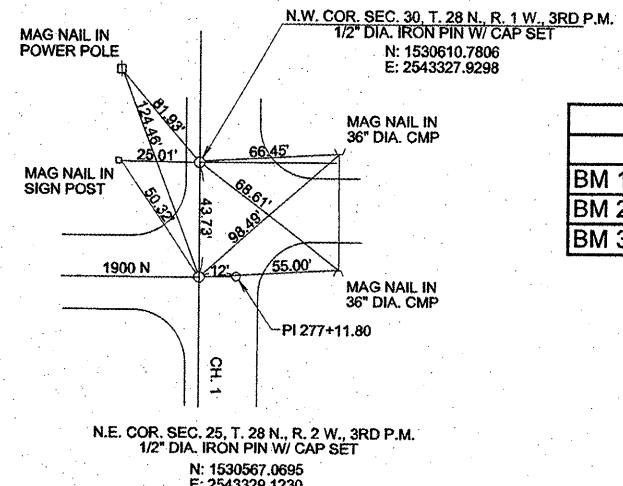 N.W. COR. SEC. 30, T. 28 N., R. 1 W., 3RD P.M.
1/2" DIA. IRON PIN W/ CAP SET
N: 1530610.7806
E: 2543327.9298
MAG NAIL IN
POWER POLE
81.93'
124.46'
MAG NAIL IN
36" DIA. CMP
66.45'
25.01'
MAG NAIL IN
SIGN POST
50.32'
68.61'
43.73'
98.49'
BM 1
BM 2
BM 3
1900 N
12'
55.00'
MAG NAIL IN
36" DIA. CMP
PI 277+11.80
CH. 1
N.E. COR. SEC. 25, T. 28 N., R. 2 W., 3RD P.M.
1/2" DIA. IRON PIN W/ CAP SET
N: 1530567.0695
E: 2543329.1230